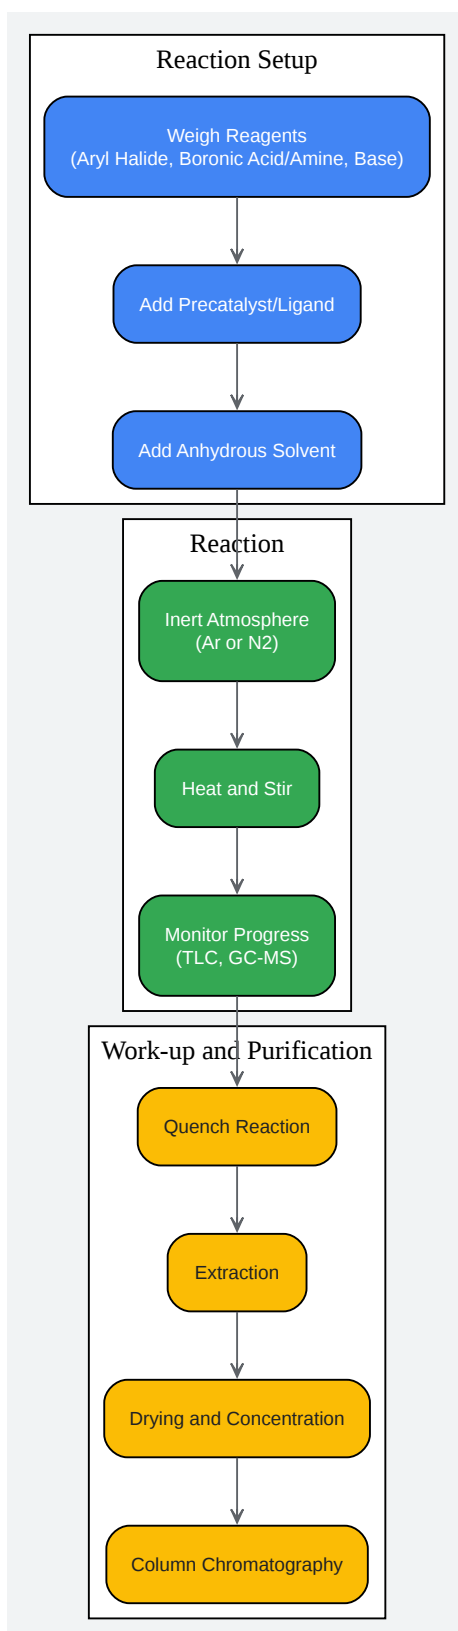 Reaction Setup
Weigh Reagents
(Aryl Halide, Boronic Acid/Amine, Base)
Add Precatalyst/Ligand
Add Anhydrous Solvent
Reaction
Inert Atmosphere
(Ar or N2)
Heat and Stir
Monitor Progress
(TLC, GC-MS)
Work-up and Purification
Quench Reaction
Extraction
Drying and Concentration
Column Chromatography